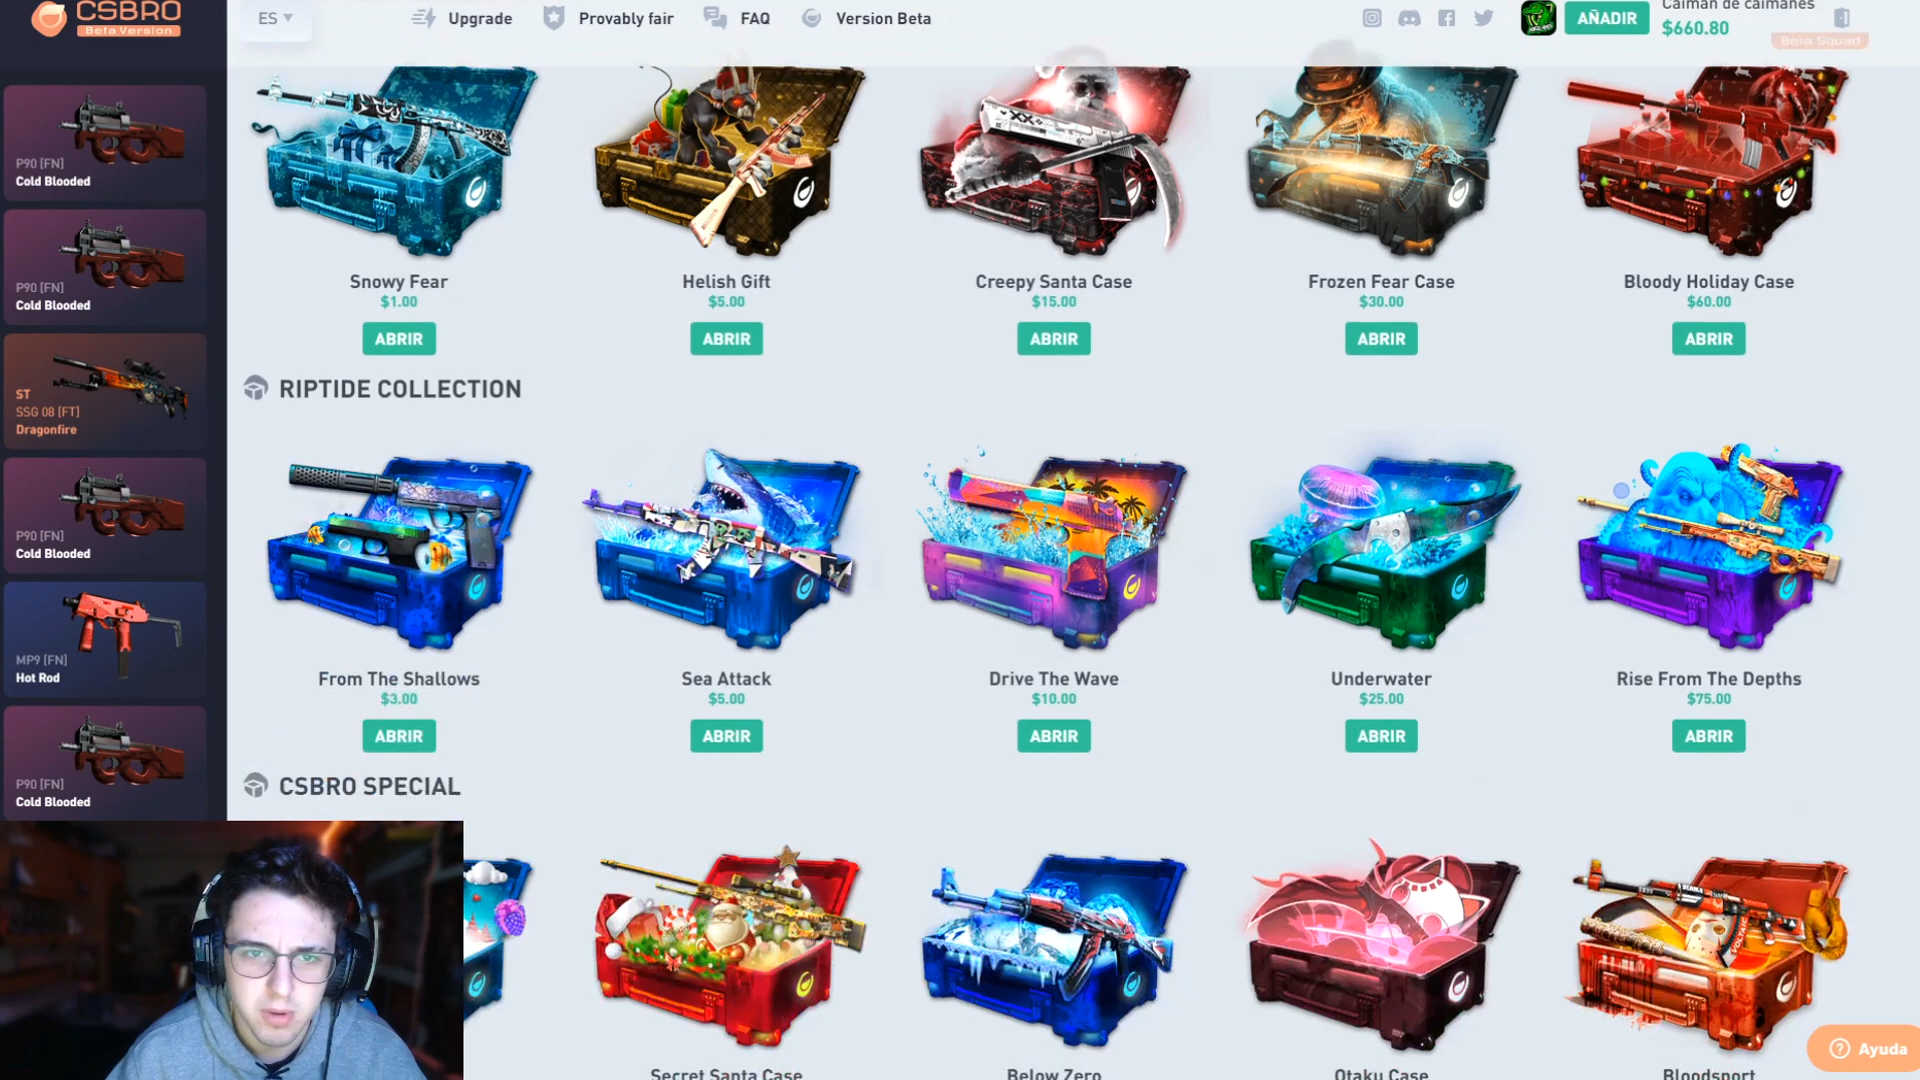 CSBRO
Beta Version
ES
Upgrade
Provably fair
FAQ
Version Beta
AÑADIR
Caimán de caimanes
$660.80
Beta Squad
P90 [FN]
Cold Blooded
P90 [FN]
Cold Blooded
ST
SSG 08 [FT]
Dragonfire
P90 [FN]
Cold Blooded
MP9 [FN]
Hot Rod
P90 [FN]
Cold Blooded
Snowy Fear
$1.00
ABRIR
Helish Gift
$5.00
ABRIR
Creepy Santa Case
$15.00
ABRIR
Frozen Fear Case
$30.00
ABRIR
Bloody Holiday Case
$60.00
ABRIR
RIPTIDE COLLECTION
From The Shallows
$3.00
ABRIR
Sea Attack
$5.00
ABRIR
Drive The Wave
$10.00
ABRIR
Underwater
$25.00
ABRIR
Rise From The Depths
$75.00
ABRIR
CSBRO SPECIAL
Secret Santa Case
Below Zero
Otaku Case
Bloodsport
Ayuda